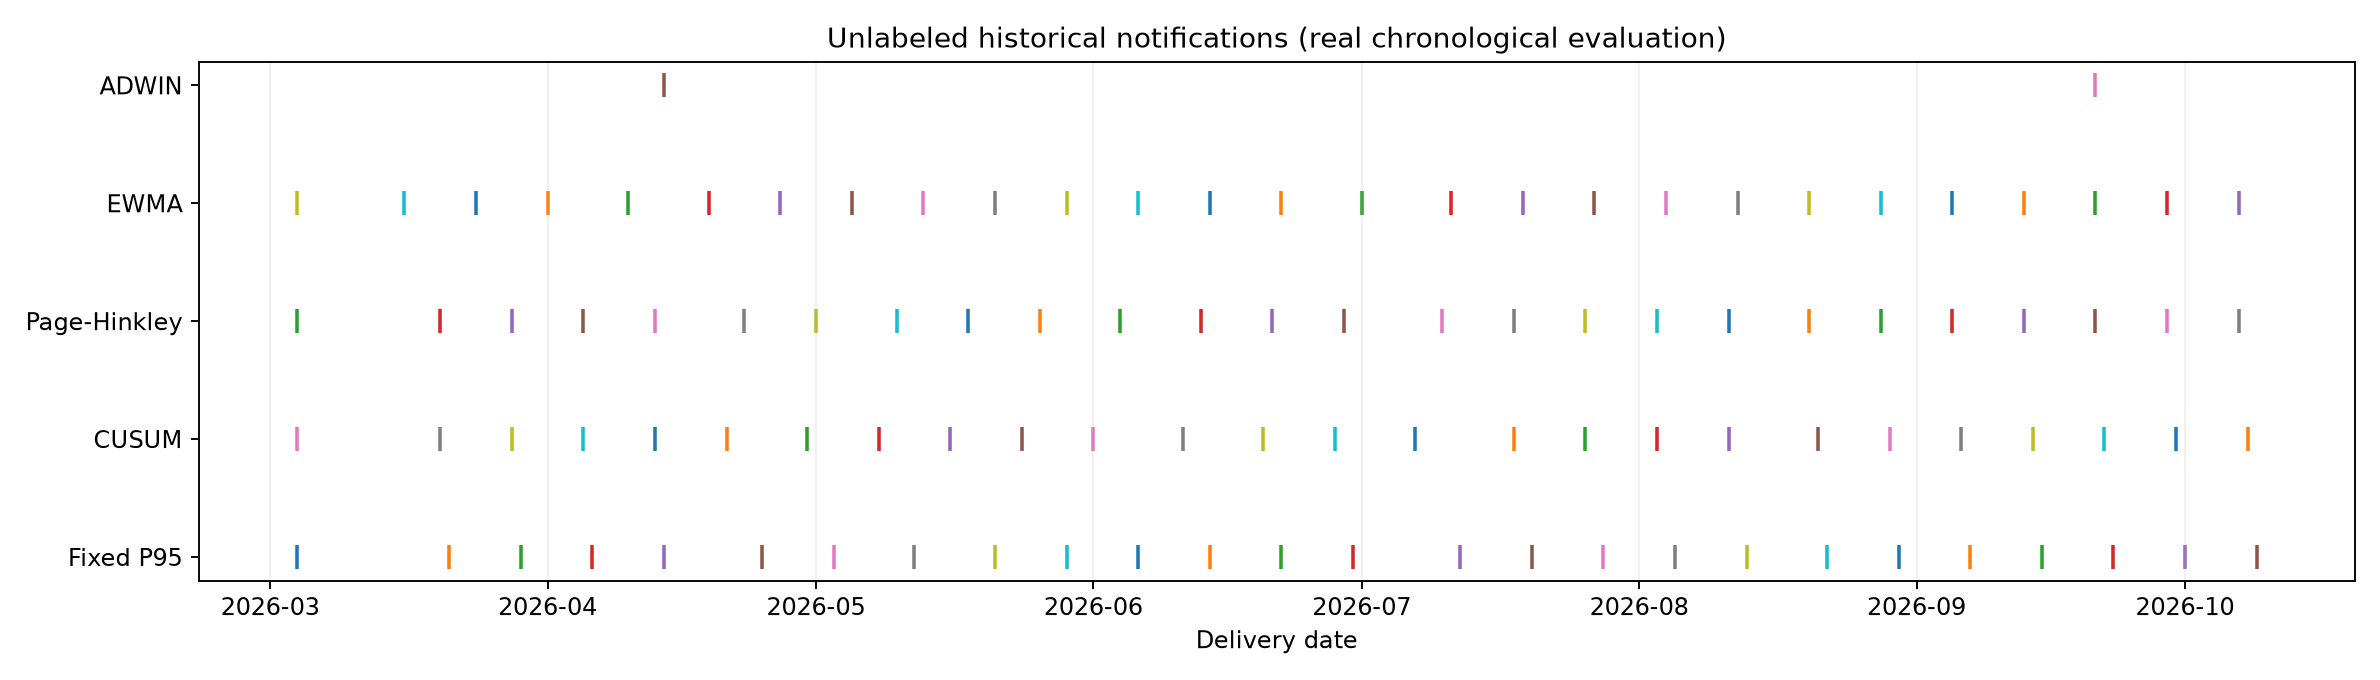 Unlabeled historical notifications (real chronological evaluation)
ADWIN
EWMA
Page-Hinkley
CUSUM
Fixed P95
2026-03 2026-04 2026-05 2026-06 2026-07 2026-08 2026-09 2026-10
Delivery date